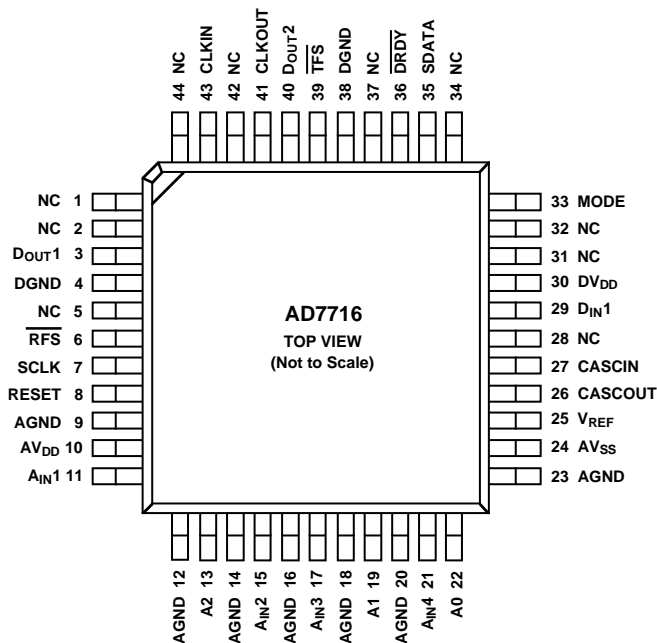 44 NC
43 CLKIN
42 NC
41 CLKOUT
40 DOUT2
39 T̅F̅S̅
38 DGND
37 NC
36 D̅R̅D̅Y̅
35 SDATA
34 NC
NC 1
NC 2
DOUT1 3
DGND 4
NC 5
R̅F̅S̅ 6
SCLK 7
RESET 8
AGND 9
AVDD 10
AIN1 11
AD7716
TOP VIEW
(Not to Scale)
33 MODE
32 NC
31 NC
30 DVDD
29 DIN1
28 NC
27 CASCIN
26 CASCOUT
25 VREF
24 AVSS
23 AGND
AGND 12
A2 13
AGND 14
AIN2 15
AGND 16
AIN3 17
AGND 18
A1 19
AGND 20
AIN4 21
A0 22